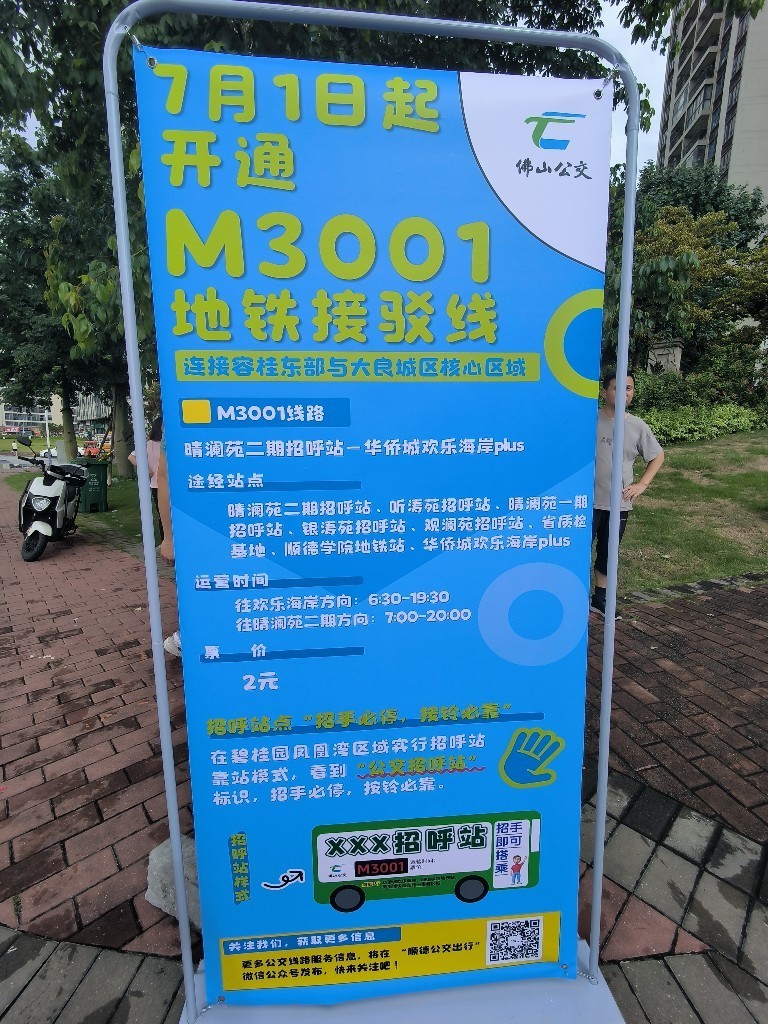 7月1日起
开通
佛山公交
M3001
地铁接驳线
连接容桂东部与大良城区核心区域
M3001线路
晴澜苑二期招呼站－华侨城欢乐海岸plus
途经站点
晴澜苑二期招呼站、听涛苑招呼站、晴澜苑一期
招呼站、银涛苑招呼站、观澜苑招呼站、省质检
基地、顺德学院地铁站、华侨城欢乐海岸plus
运营时间
往欢乐海岸方向：6:30-19:30
往晴澜苑二期方向：7:00-20:00
票 价
2元
招呼站点“招手必停，按铃必靠”
在碧桂园凤凰湾区域实行招呼站
靠站模式，看到“公交招呼站”
标识，招手必停，按铃必靠。
招呼站样式
XXX招呼站
招手即可搭乘
佛山公交
M3001
关注我们，获取更多信息
更多公交线路服务信息，将在 “顺德公交出行”
微信公众号发布，快来关注吧！